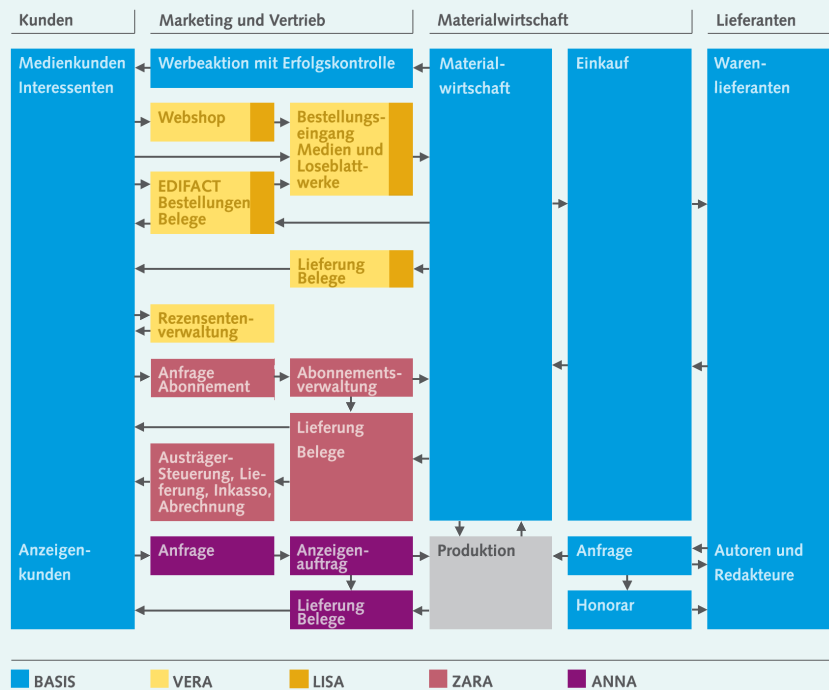 Kunden
Marketing und Vertrieb
Materialwirtschaft
Lieferanten
Medienkunden
Interessenten
Werbeaktion mit Erfolgskontrolle
Material-
wirtschaft
Einkauf
Waren-
lieferanten
Webshop
Bestellungs-
eingang
Medien und
Loseblatt-
werke
EDIFACT
Bestellungen
Belege
Lieferung
Belege
Rezensenten-
verwaltung
Anfrage
Abonnement
Abonnements-
verwaltung
Lieferung
Belege
Austräger-
Steuerung, Lie-
ferung, Inkasso,
Abrechnung
Anzeigen-
kunden
Anfrage
Anzeigen-
auftrag
Produktion
Anfrage
Autoren und
Redakteure
Lieferung
Belege
Honorar
BASIS
VERA
LISA
ZARA
ANNA